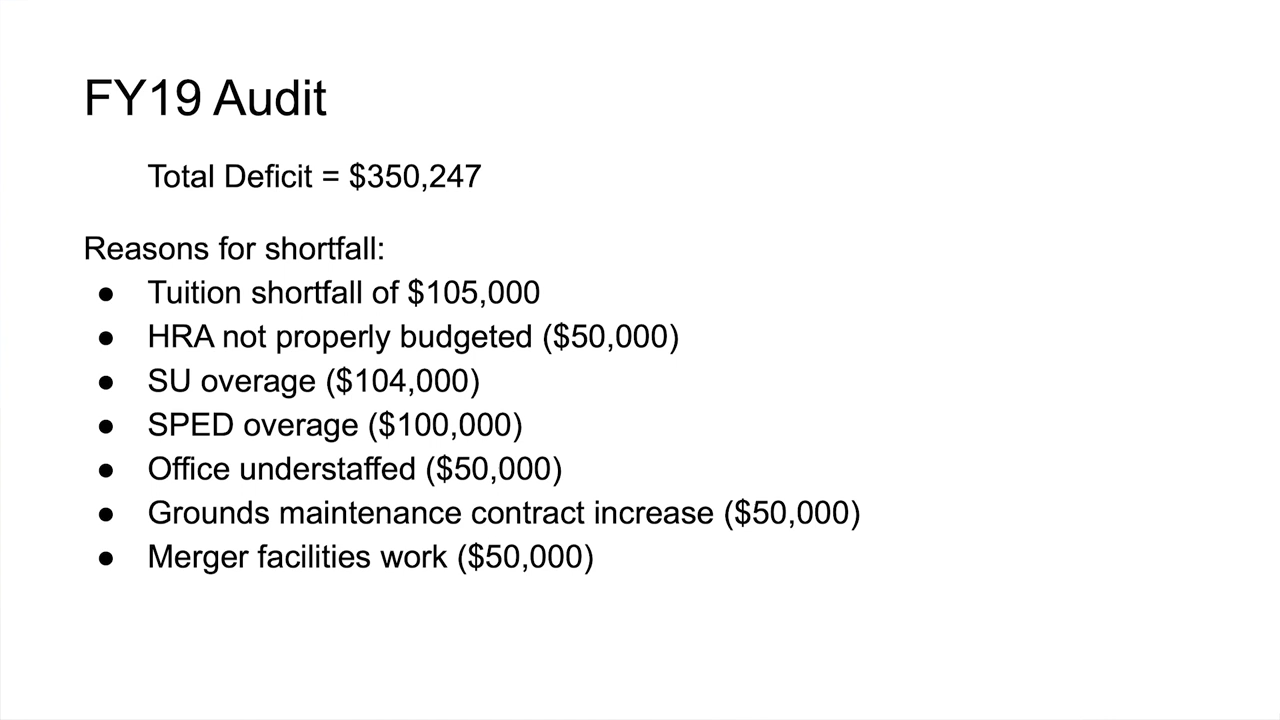 FY19 Audit
Total Deficit = $350,247
Reasons for shortfall:
● Tuition shortfall of $105,000
● HRA not properly budgeted ($50,000)
● SU overage ($104,000)
● SPED overage ($100,000)
● Office understaffed ($50,000)
● Grounds maintenance contract increase ($50,000)
● Merger facilities work ($50,000)